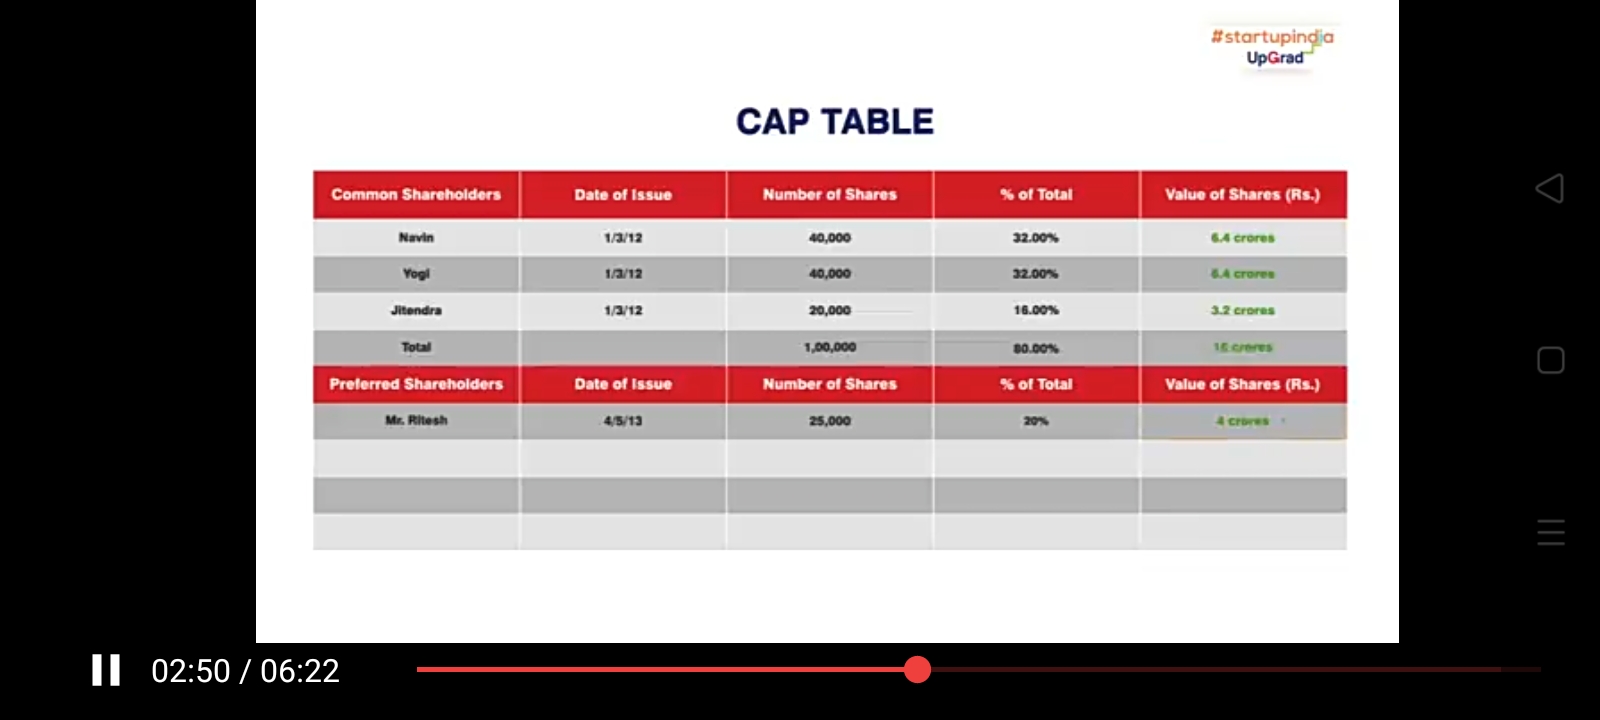 #startupindia
UpGrad
CAP TABLE
Common Shareholders Date of Issue Number of Shares % of Total Value of Shares (Rs.)
Navin 1/3/12 40,000 32.00% 6.4 crores
Yogi 1/3/12 40,000 32.00% 6.4 crores
Jitendra 1/3/12 20,000 16.00% 3.2 crores
Total 1,00,000 80.00% 16 crores
Preferred Shareholders Date of Issue Number of Shares % of Total Value of Shares (Rs.)
Mr. Ritesh 4/5/13 25,000 20% 4 crores
02:50 / 06:22